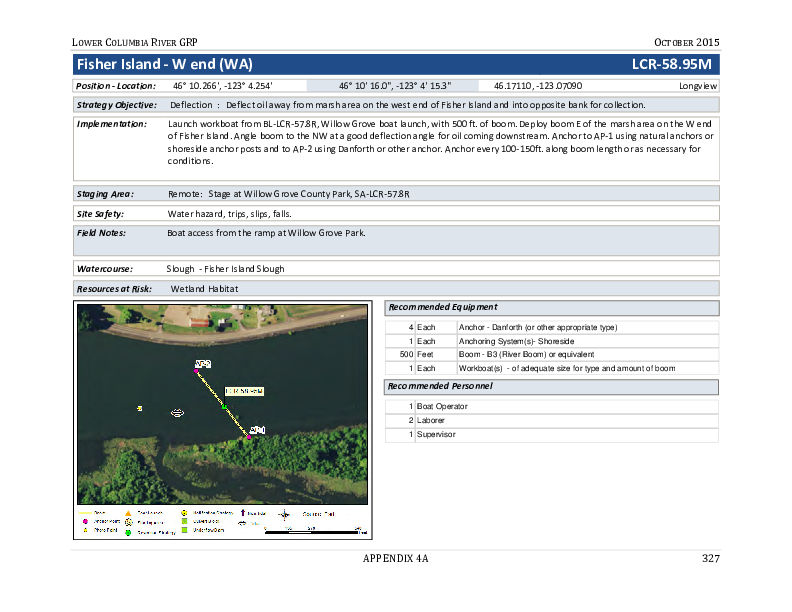 LOWER COLUMBIA RIVER GRP OCTOBER 2015
Fisher Island - W end (WA) LCR-58.95M
Position - Location: 46° 10.266', -123° 4.254' 46° 10' 16.0", -123° 4' 15.3" 46.17110, -123.07090 Longview
Strategy Objective: Deflection : Deflect oil away from marsh area on the west end of Fisher Island and into opposite bank for collection.
Implementation: Launch workboat from BL-LCR-57.8R, Willow Grove boat launch, with 500 ft. of boom. Deploy boom E of the marsh area on the W end
of Fisher Island. Angle boom to the NW at a good deflection angle for oil coming downstream. Anchor to AP-1 using natural anchors or
shoreside anchor posts and to AP-2 using Danforth or other anchor. Anchor every 100-150ft. along boom length or as necessary for
conditions.
Staging Area: Remote: Stage at Willow Grove County Park, SA-LCR-57.8R
Site Safety: Water hazard, trips, slips, falls.
Field Notes: Boat access from the ramp at Willow Grove Park.
Watercourse: Slough - Fisher Island Slough
Resources at Risk: Wetland Habitat
Recommended Equipment
4 Each Anchor - Danforth (or other appropriate type)
1 Each Anchoring System(s)- Shoreside
500 Feet Boom - B3 (River Boom) or equivalent
1 Each Workboat(s) - of adequate size for type and amount of boom
Recommended Personnel
1 Boat Operator
2 Laborer
1 Supervisor
AP-2
LCR-58.95M
AP-1
Anchor Point
Photo Point
APPENDIX 4A 327